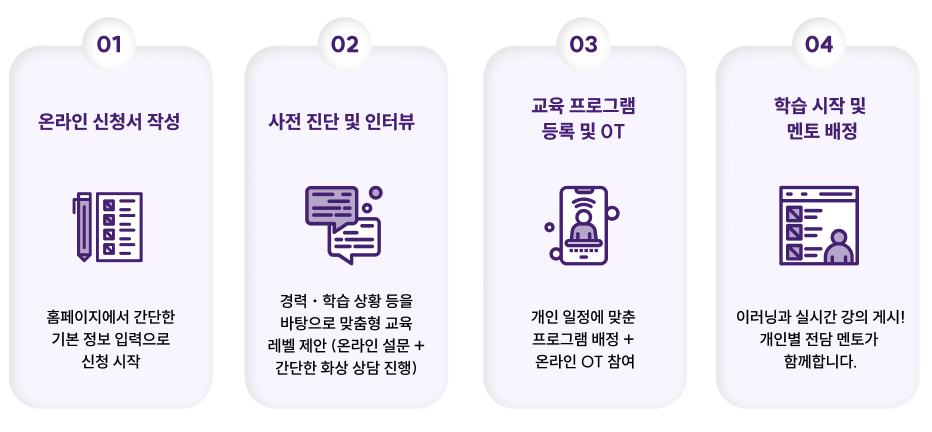 01
온라인 신청서 작성
홈페이지에서 간단한
기본 정보 입력으로
신청 시작
02
사전 진단 및 인터뷰
경력・학습 상황 등을
바탕으로 맞춤형 교육
레벨 제안 (온라인 설문 +
간단한 화상 상담 진행)
03
교육 프로그램
등록 및 OT
개인 일정에 맞춘
프로그램 배정 +
온라인 OT 참여
04
학습 시작 및
멘토 배정
이러닝과 실시간 강의 게시!
개인별 전담 멘토가
함께합니다.